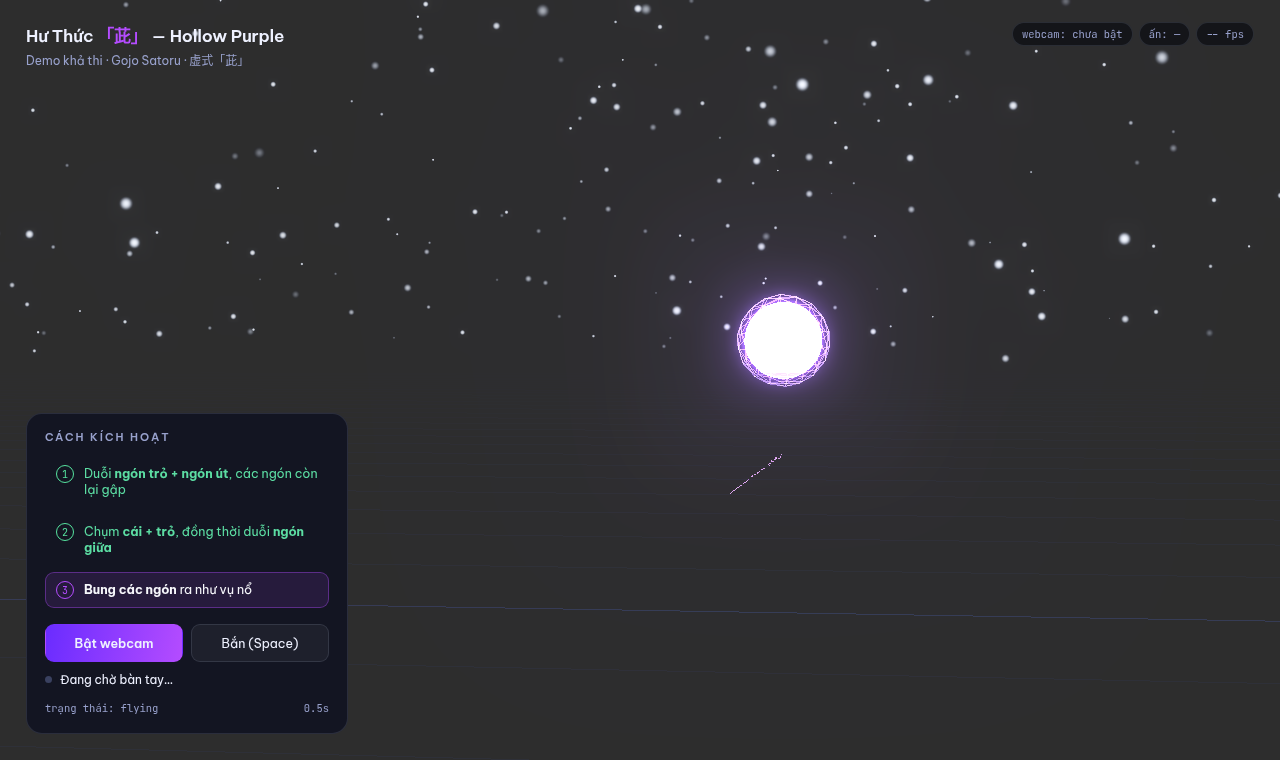 Hư Thức 「茈」 — Hollow Purple
Demo khả thi · Gojo Satoru · 虚式「茈」
webcam: chưa bật
ấn: —
-- fps
CÁCH KÍCH HOẠT
1 Duỗi ngón trỏ + ngón út, các ngón còn
lại gập
2 Chụm cái + trỏ, đồng thời duỗi ngón
giữa
3 Bung các ngón ra như vụ nổ
Bật webcam
Bắn (Space)
Đang chờ bàn tay…
trạng thái: flying
0.5s